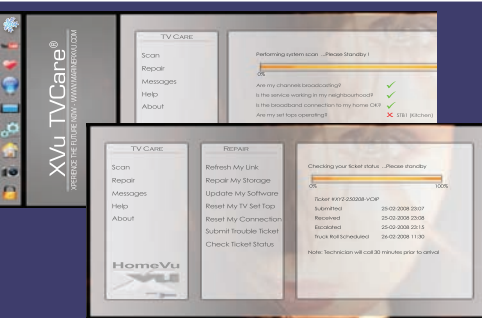 XVu TVCare®
XPERIENCE THE FUTURE NOW - WWW.MARINERXVU.COM
TV CARE
Scan
Repair
Messages
Help
About
Performing system scan ...Please Standby !
0%
Are my channels broadcasting?
Is the service working in my neighbourhood?
Is the broadband connection to my home OK?
Are my set tops operating?
STB1 (Kitchen)
TV CARE
Scan
Repair
Messages
Help
About
HomeVu
REPAIR
Refresh My Link
Repair My Storage
Update My Software
Reset My TV Set Top
Reset My Connection
Submit Trouble Ticket
Check Ticket Status
Checking your ticket status ...Please standby
0% 100%
Ticket #XYZ-250208-VOIP
Submitted 25-02-2008 23:07
Received 25-02-2008 23:08
Escalated 25-02-2008 23:15
Truck Roll Scheduled 26-02-2008 11:30
Note: Technician will call 30 minutes prior to arrival